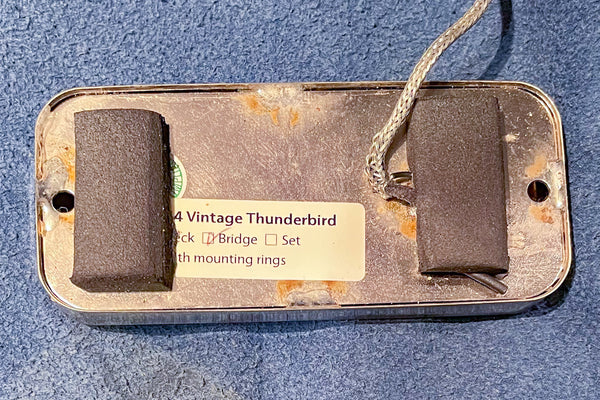 4 Vintage Thunderbird
eck ☑ Bridge ☐ Set
th mounting rings